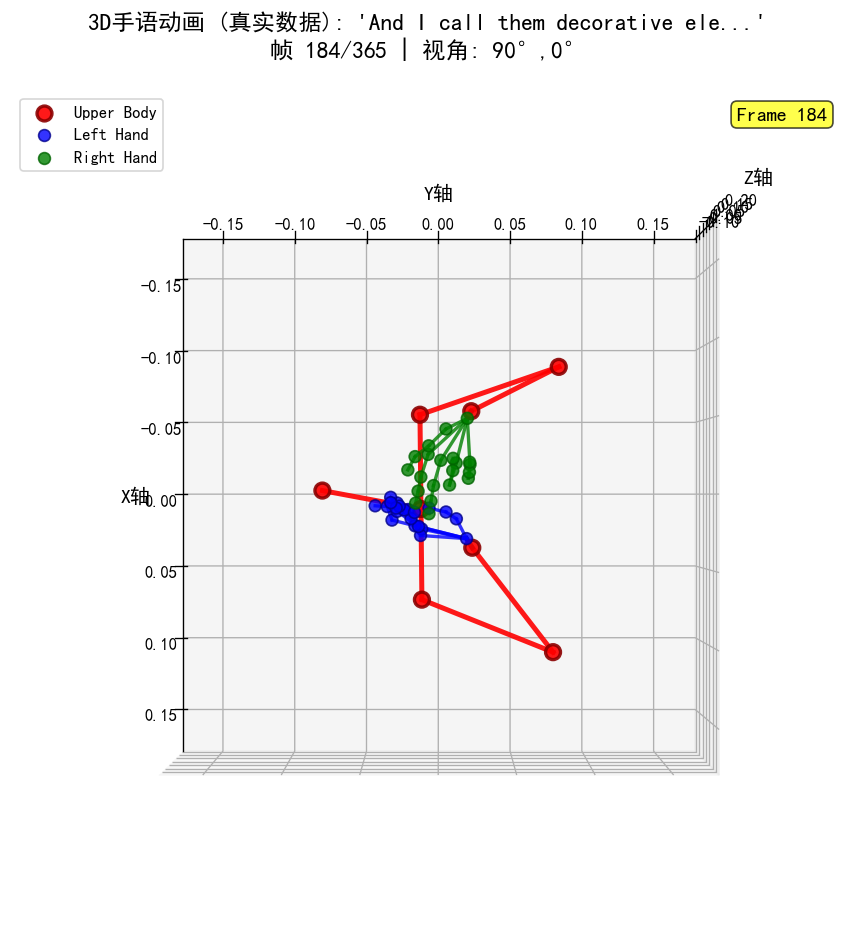 3D手语动画 (真实数据): 'And I call them decorative ele...'
帧 184/365 | 视角: 90°,0°
Upper Body
Left Hand
Right Hand
Frame 184
Z轴
Y轴
-0.15 -0.10 -0.05 0.00 0.05 0.10 0.15
-0.15
-0.10
-0.05
X轴
0.00
0.05
0.10
0.15